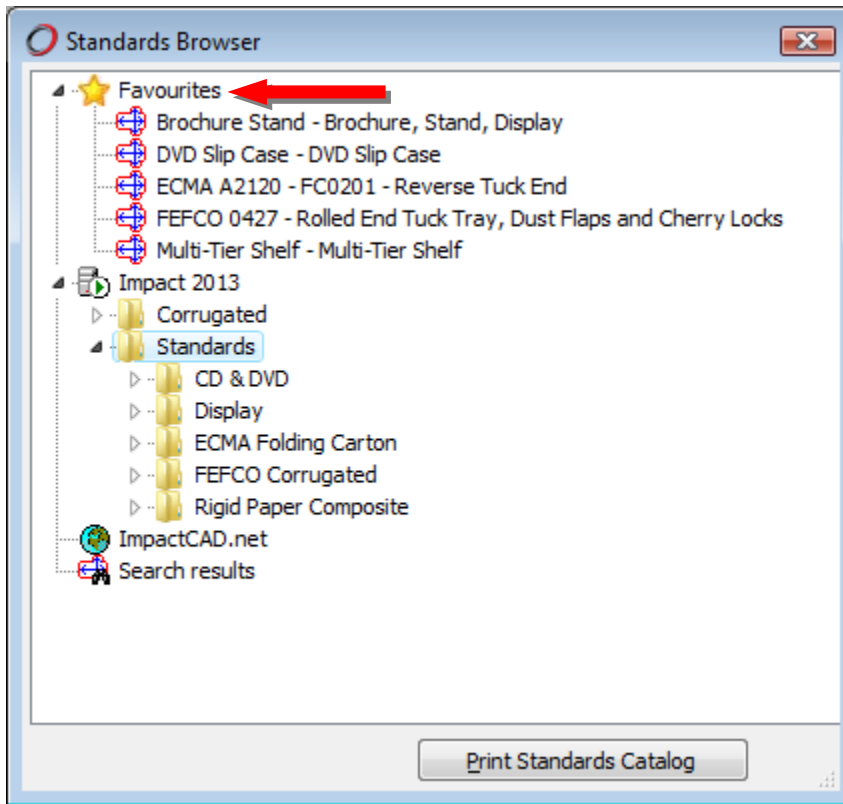 Standards Browser
Favourites
Brochure Stand - Brochure, Stand, Display
DVD Slip Case - DVD Slip Case
ECMA A2120 - FC0201 - Reverse Tuck End
FEFCO 0427 - Rolled End Tuck Tray, Dust Flaps and Cherry Locks
Multi-Tier Shelf - Multi-Tier Shelf
Impact 2013
Corrugated
Standards
CD & DVD
Display
ECMA Folding Carton
FEFCO Corrugated
Rigid Paper Composite
ImpactCAD.net
Search results
Print Standards Catalog